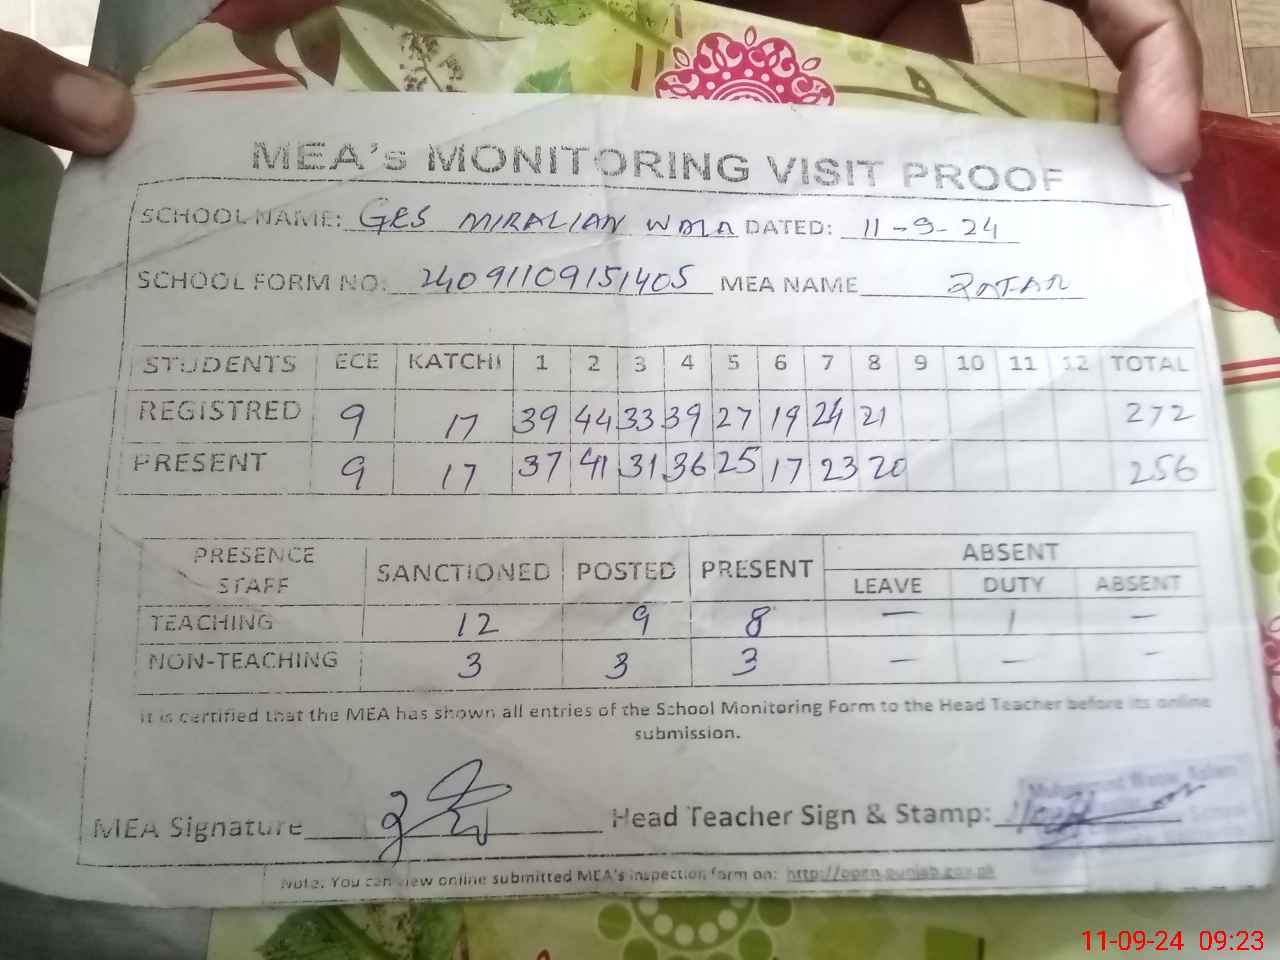 MEA's MONITORING VISIT PROOF
SCHOOL NAME: GES MIRALIAN WALA DATED: 11-9-24
SCHOOL FORM NO: 24091109151405 MEA NAME ZAFAR
STUDENTS ECE KATCHI 1 2 3 4 5 6 7 8 9 10 11 12 TOTAL
REGISTRED 9 17 39 44 33 39 27 19 24 21 272
PRESENT 9 17 37 41 31 36 25 17 23 20 256
PRESENCE STAFF SANCTIONED POSTED PRESENT ABSENT
LEAVE DUTY ABSENT
TEACHING 12 9 8 — 1 —
NON-TEACHING 3 3 3 — — —
It is certified that the MEA has shown all entries of the School Monitoring Form to the Head Teacher before its online
submission.
MEA Signature Head Teacher Sign & Stamp:
Muhammad
Note: You can view online submitted MEA's inspection form on: http://open.punjab.gov.pk
11-09-24 09:23